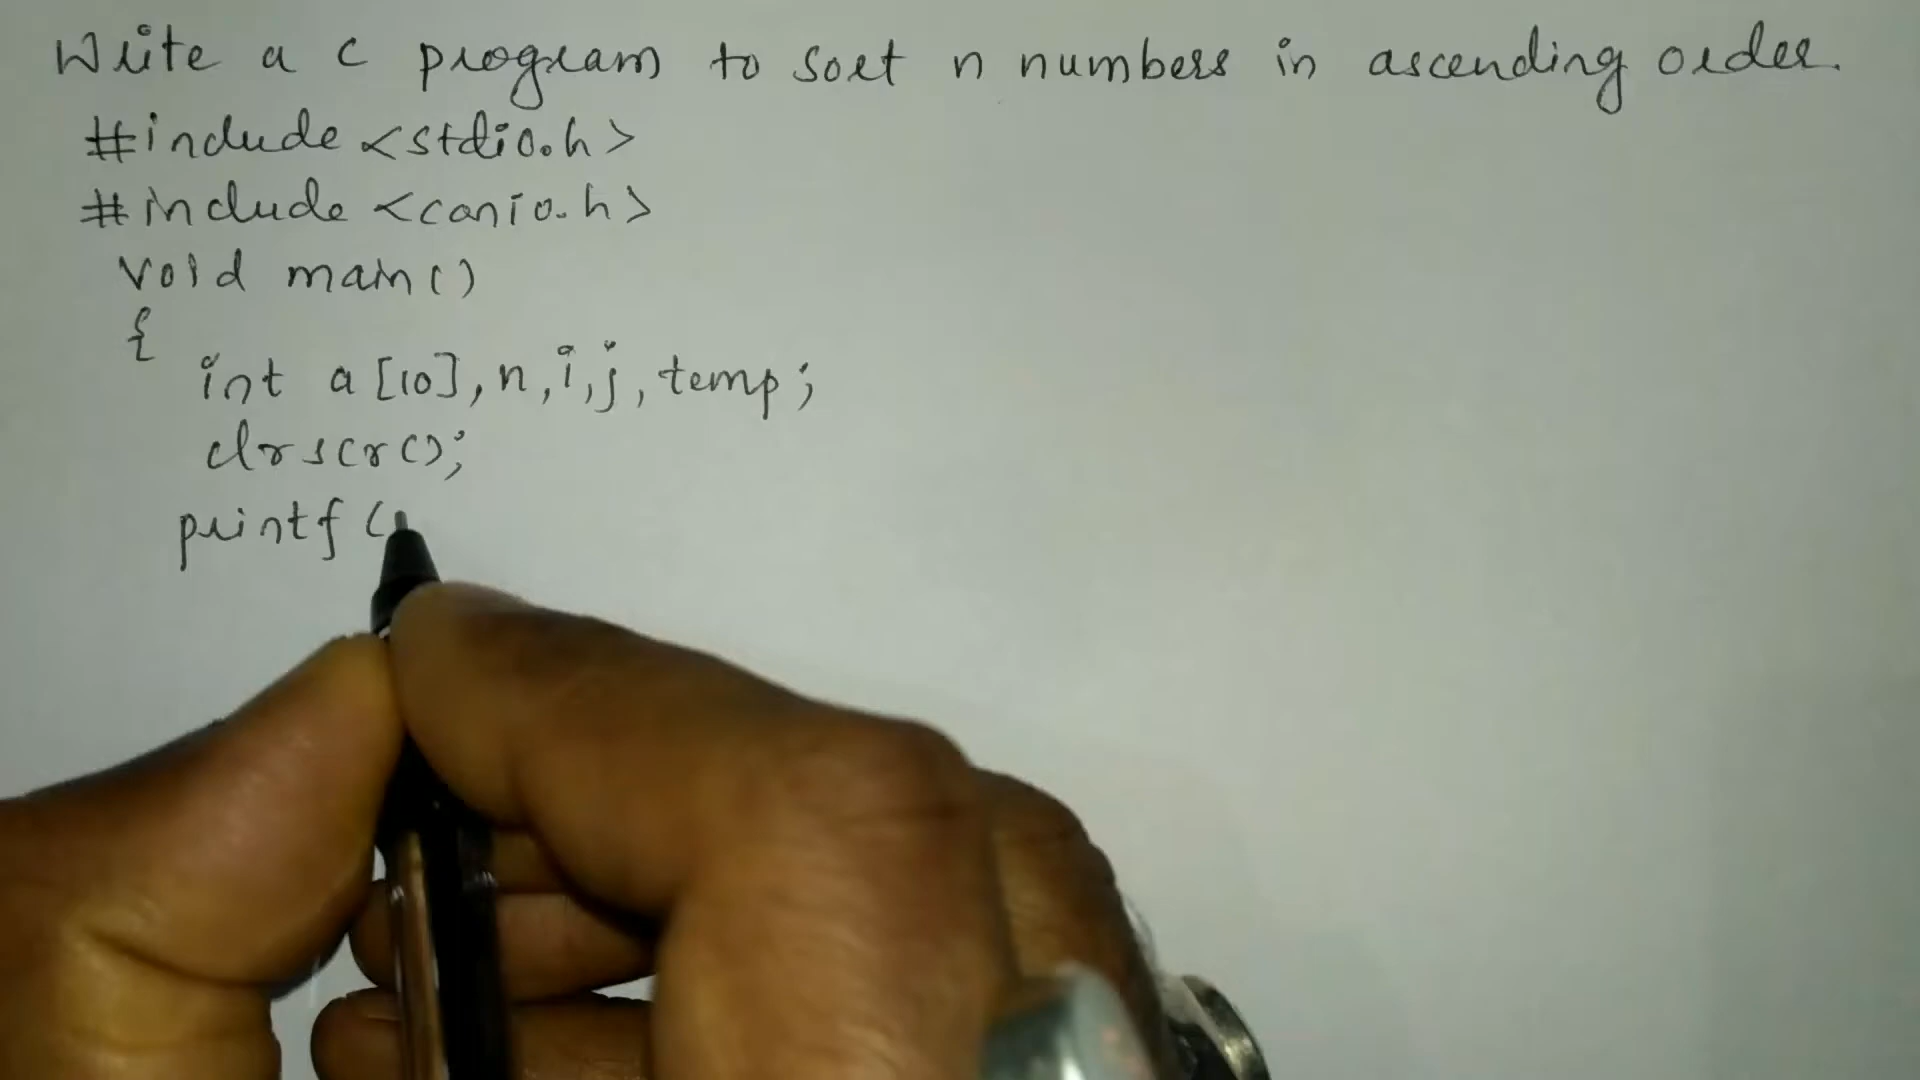 Write a c program to sort n numbers in ascending order.
#include <stdio.h>
#include <conio.h>
void main()
{
int a[10],n,i,j,temp;
clrscr();
printf(